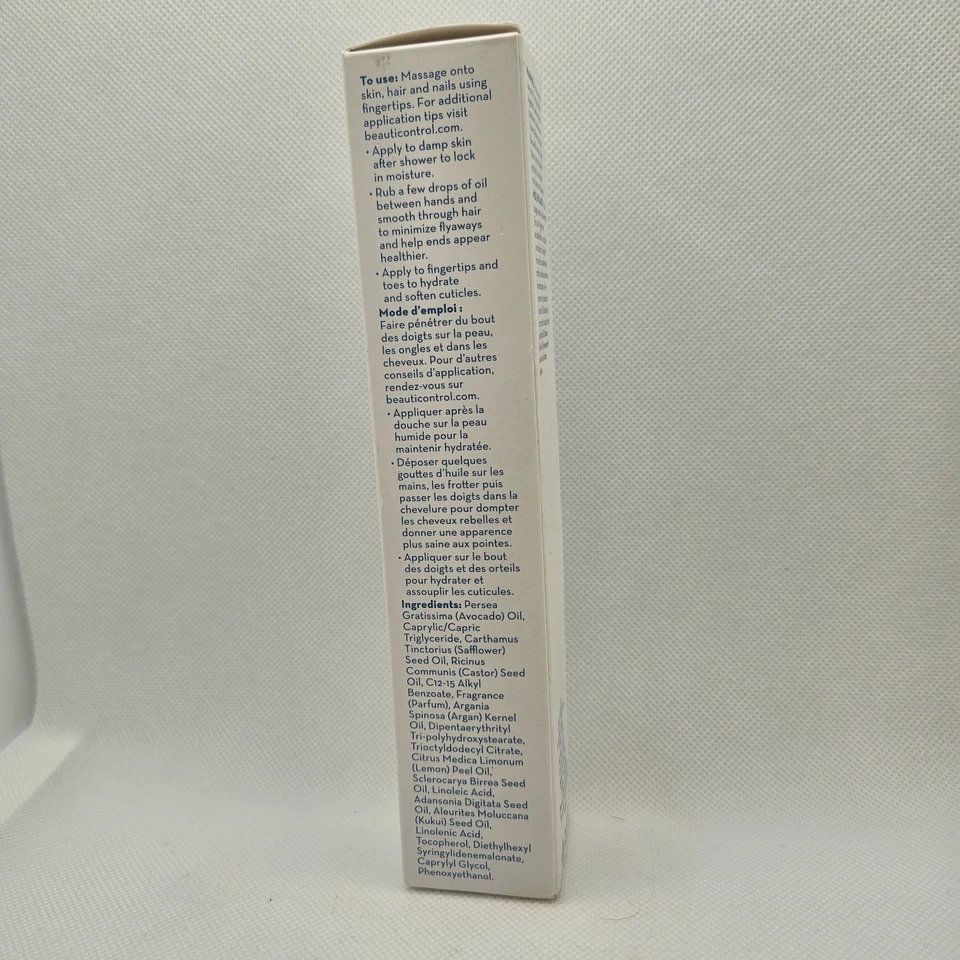 To use: Massage onto
skin, hair and nails using
fingertips. For additional
application tips visit
beauticontrol.com.
• Apply to damp skin
after shower to lock
in moisture.
• Rub a few drops of oil
between hands and
smooth through hair
to minimize flyaways
and help ends appear
healthier.
• Apply to fingertips and
toes to hydrate
and soften cuticles.
Mode d'emploi :
Faire pénétrer du bout
des doigts sur la peau,
les ongles et dans les
cheveux. Pour d'autres
conseils d'application,
rendez-vous sur
beauticontrol.com.
• Appliquer après la
douche sur la peau
humide pour la
maintenir hydratée.
• Déposer quelques
gouttes d'huile sur les
mains, les frotter puis
passer les doigts dans la
chevelure pour dompter
les cheveux rebelles et
donner une apparence
plus saine aux pointes.
• Appliquer sur le bout
des doigts et des orteils
pour hydrater et
assouplir les cuticules.
Ingredients: Persea
Gratissima (Avocado) Oil,
Caprylic/Capric
Triglyceride, Carthamus
Tinctorius (Safflower)
Seed Oil, Ricinus
Communis (Castor) Seed
Oil, C12-15 Alkyl
Benzoate, Fragrance
(Parfum), Argania
Spinosa (Argan) Kernel
Oil, Dipentaerythrityl
Tri-polyhydroxystearate,
Trioctyldodecyl Citrate,
Citrus Medica Limonum
(Lemon) Peel Oil,
Sclerocarya Birrea Seed
Oil, Linoleic Acid,
Adansonia Digitata Seed
Oil, Aleurites Moluccana
(Kukui) Seed Oil,
Linolenic Acid,
Tocopherol, Diethylhexyl
Syringylidenemalonate,
Caprylyl Glycol,
Phenoxyethanol.